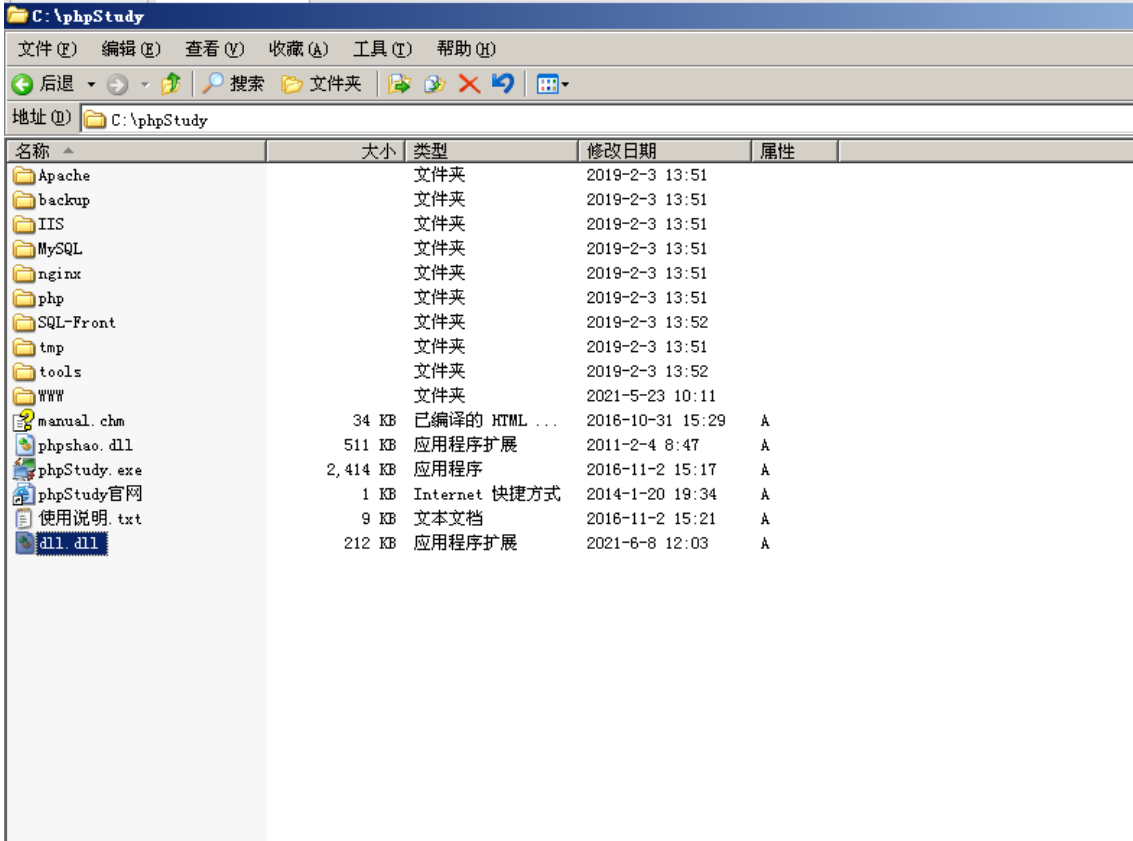 C:\phpStudy
文件(F) 编辑(E) 查看(V) 收藏(A) 工具(T) 帮助(H)
后退 搜索 文件夹
地址(D) C:\phpStudy
名称 大小 类型 修改日期 属性
Apache 文件夹 2019-2-3 13:51
backup 文件夹 2019-2-3 13:51
IIS 文件夹 2019-2-3 13:51
MySQL 文件夹 2019-2-3 13:51
nginx 文件夹 2019-2-3 13:51
php 文件夹 2019-2-3 13:51
SQL-Front 文件夹 2019-2-3 13:52
tmp 文件夹 2019-2-3 13:51
tools 文件夹 2019-2-3 13:52
WWW 文件夹 2021-5-23 10:11
manual.chm 34 KB 已编译的 HTML ... 2016-10-31 15:29 A
phpshao.dll 511 KB 应用程序扩展 2011-2-4 8:47 A
phpStudy.exe 2,414 KB 应用程序 2016-11-2 15:17 A
phpStudy官网 1 KB Internet 快捷方式 2014-1-20 19:34 A
使用说明.txt 9 KB 文本文档 2016-11-2 15:21 A
dll.dll 212 KB 应用程序扩展 2021-6-8 12:03 A